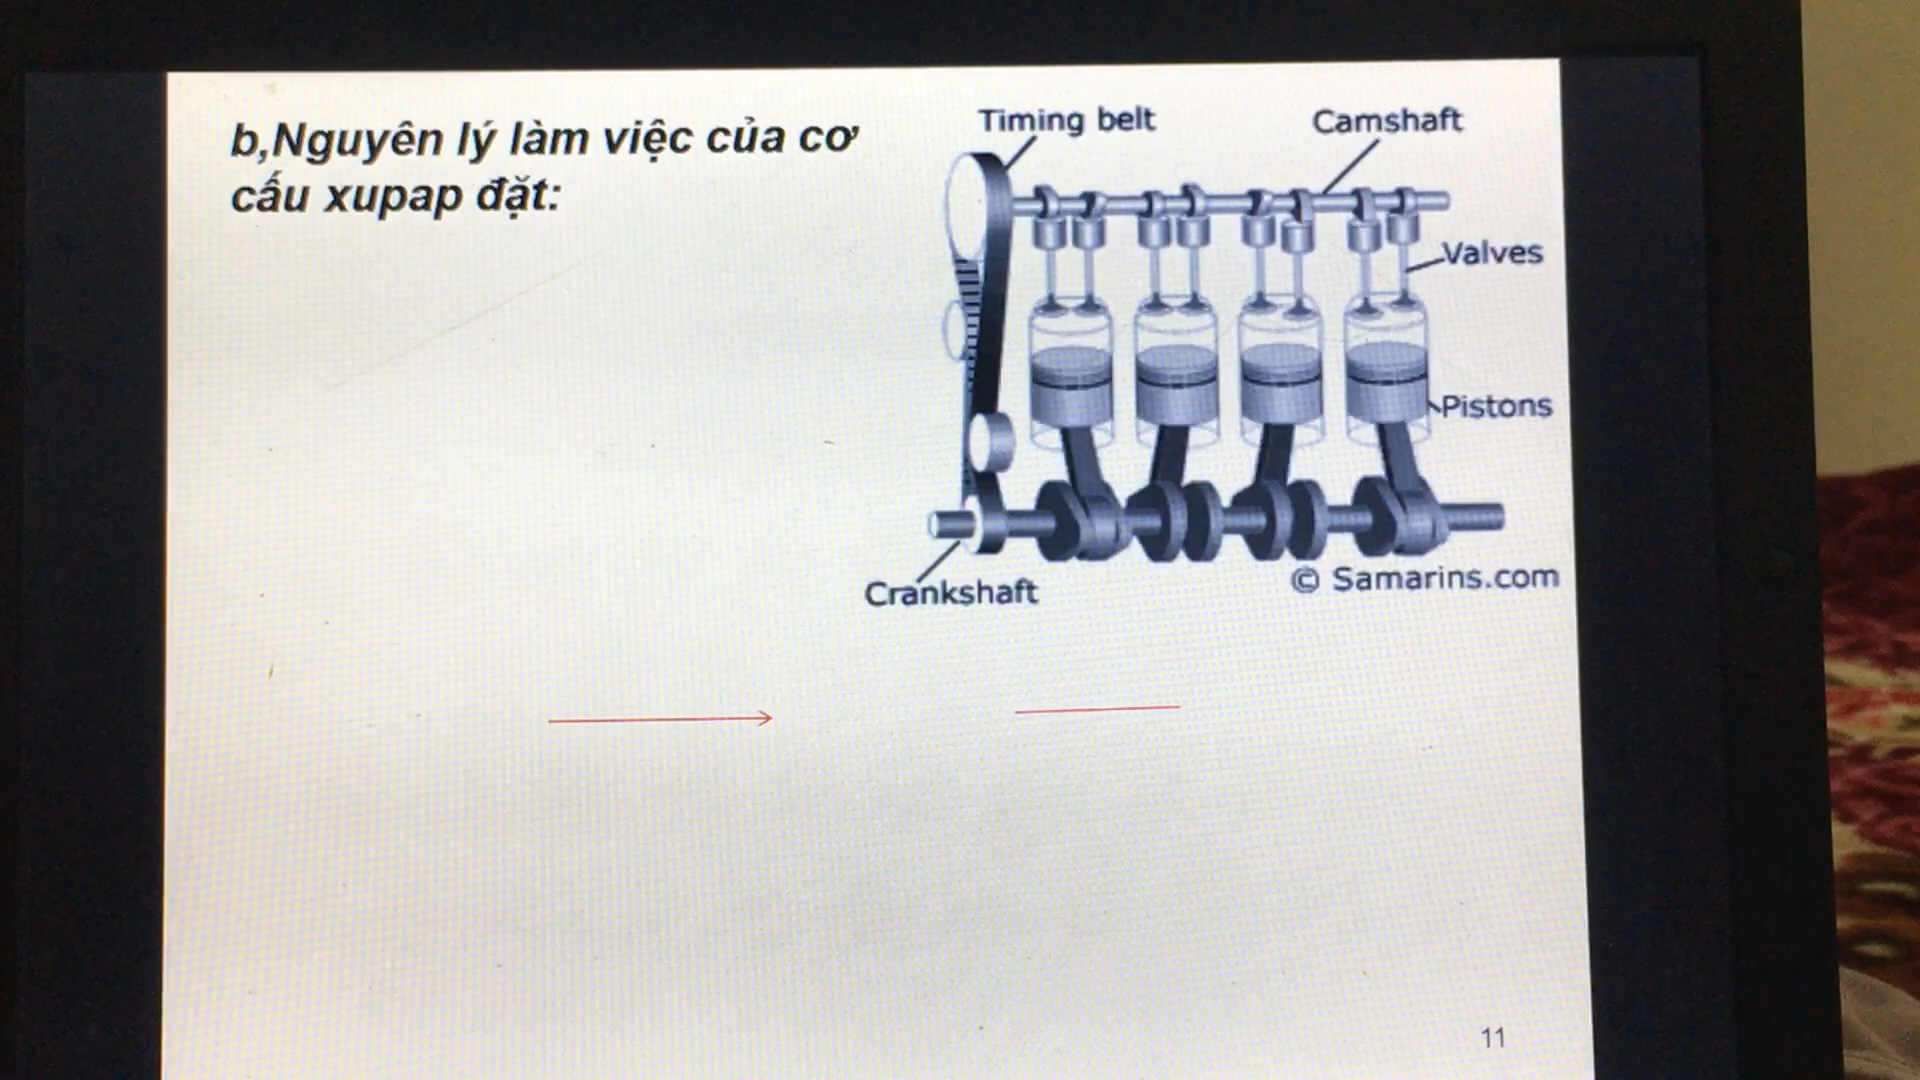 b,Nguyên lý làm việc của cơ
cấu xupap đặt:
Timing belt
Camshaft
Valves
Pistons
Crankshaft
© Samarins.com
11